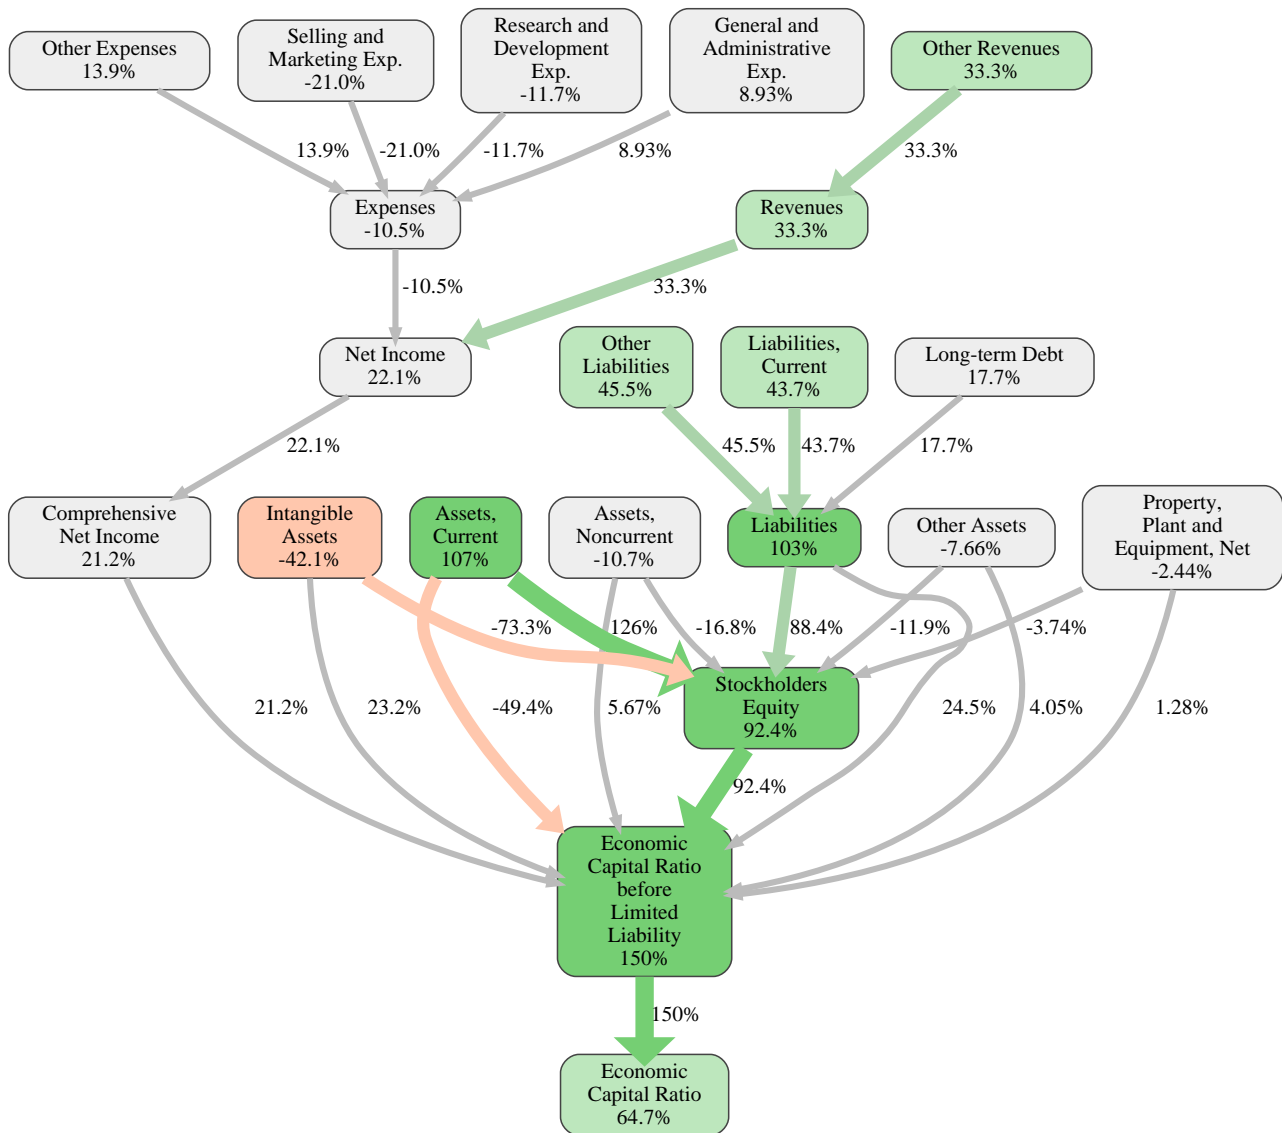 Other Expenses
13.9%
Selling and
Marketing Exp.
-21.0%
Research and
Development
Exp.
-11.7%
General and
Administrative
Exp.
8.93%
Other Revenues
33.3%
13.9%
-21.0%
-11.7%
8.93%
33.3%
Expenses
-10.5%
Revenues
33.3%
-10.5%
33.3%
Net Income
22.1%
Other
Liabilities
45.5%
Liabilities,
Current
43.7%
Long-term Debt
17.7%
22.1%
45.5%
43.7%
17.7%
Comprehensive
Net Income
21.2%
Intangible
Assets
-42.1%
Assets,
Current
107%
Assets,
Noncurrent
-10.7%
Liabilities
103%
Other Assets
-7.66%
Property,
Plant and
Equipment, Net
-2.44%
-73.3%
126%
-16.8%
88.4%
-11.9%
-3.74%
Stockholders
Equity
92.4%
21.2%
23.2%
-49.4%
5.67%
24.5%
4.05%
1.28%
92.4%
Economic
Capital Ratio
before
Limited
Liability
150%
150%
Economic
Capital Ratio
64.7%